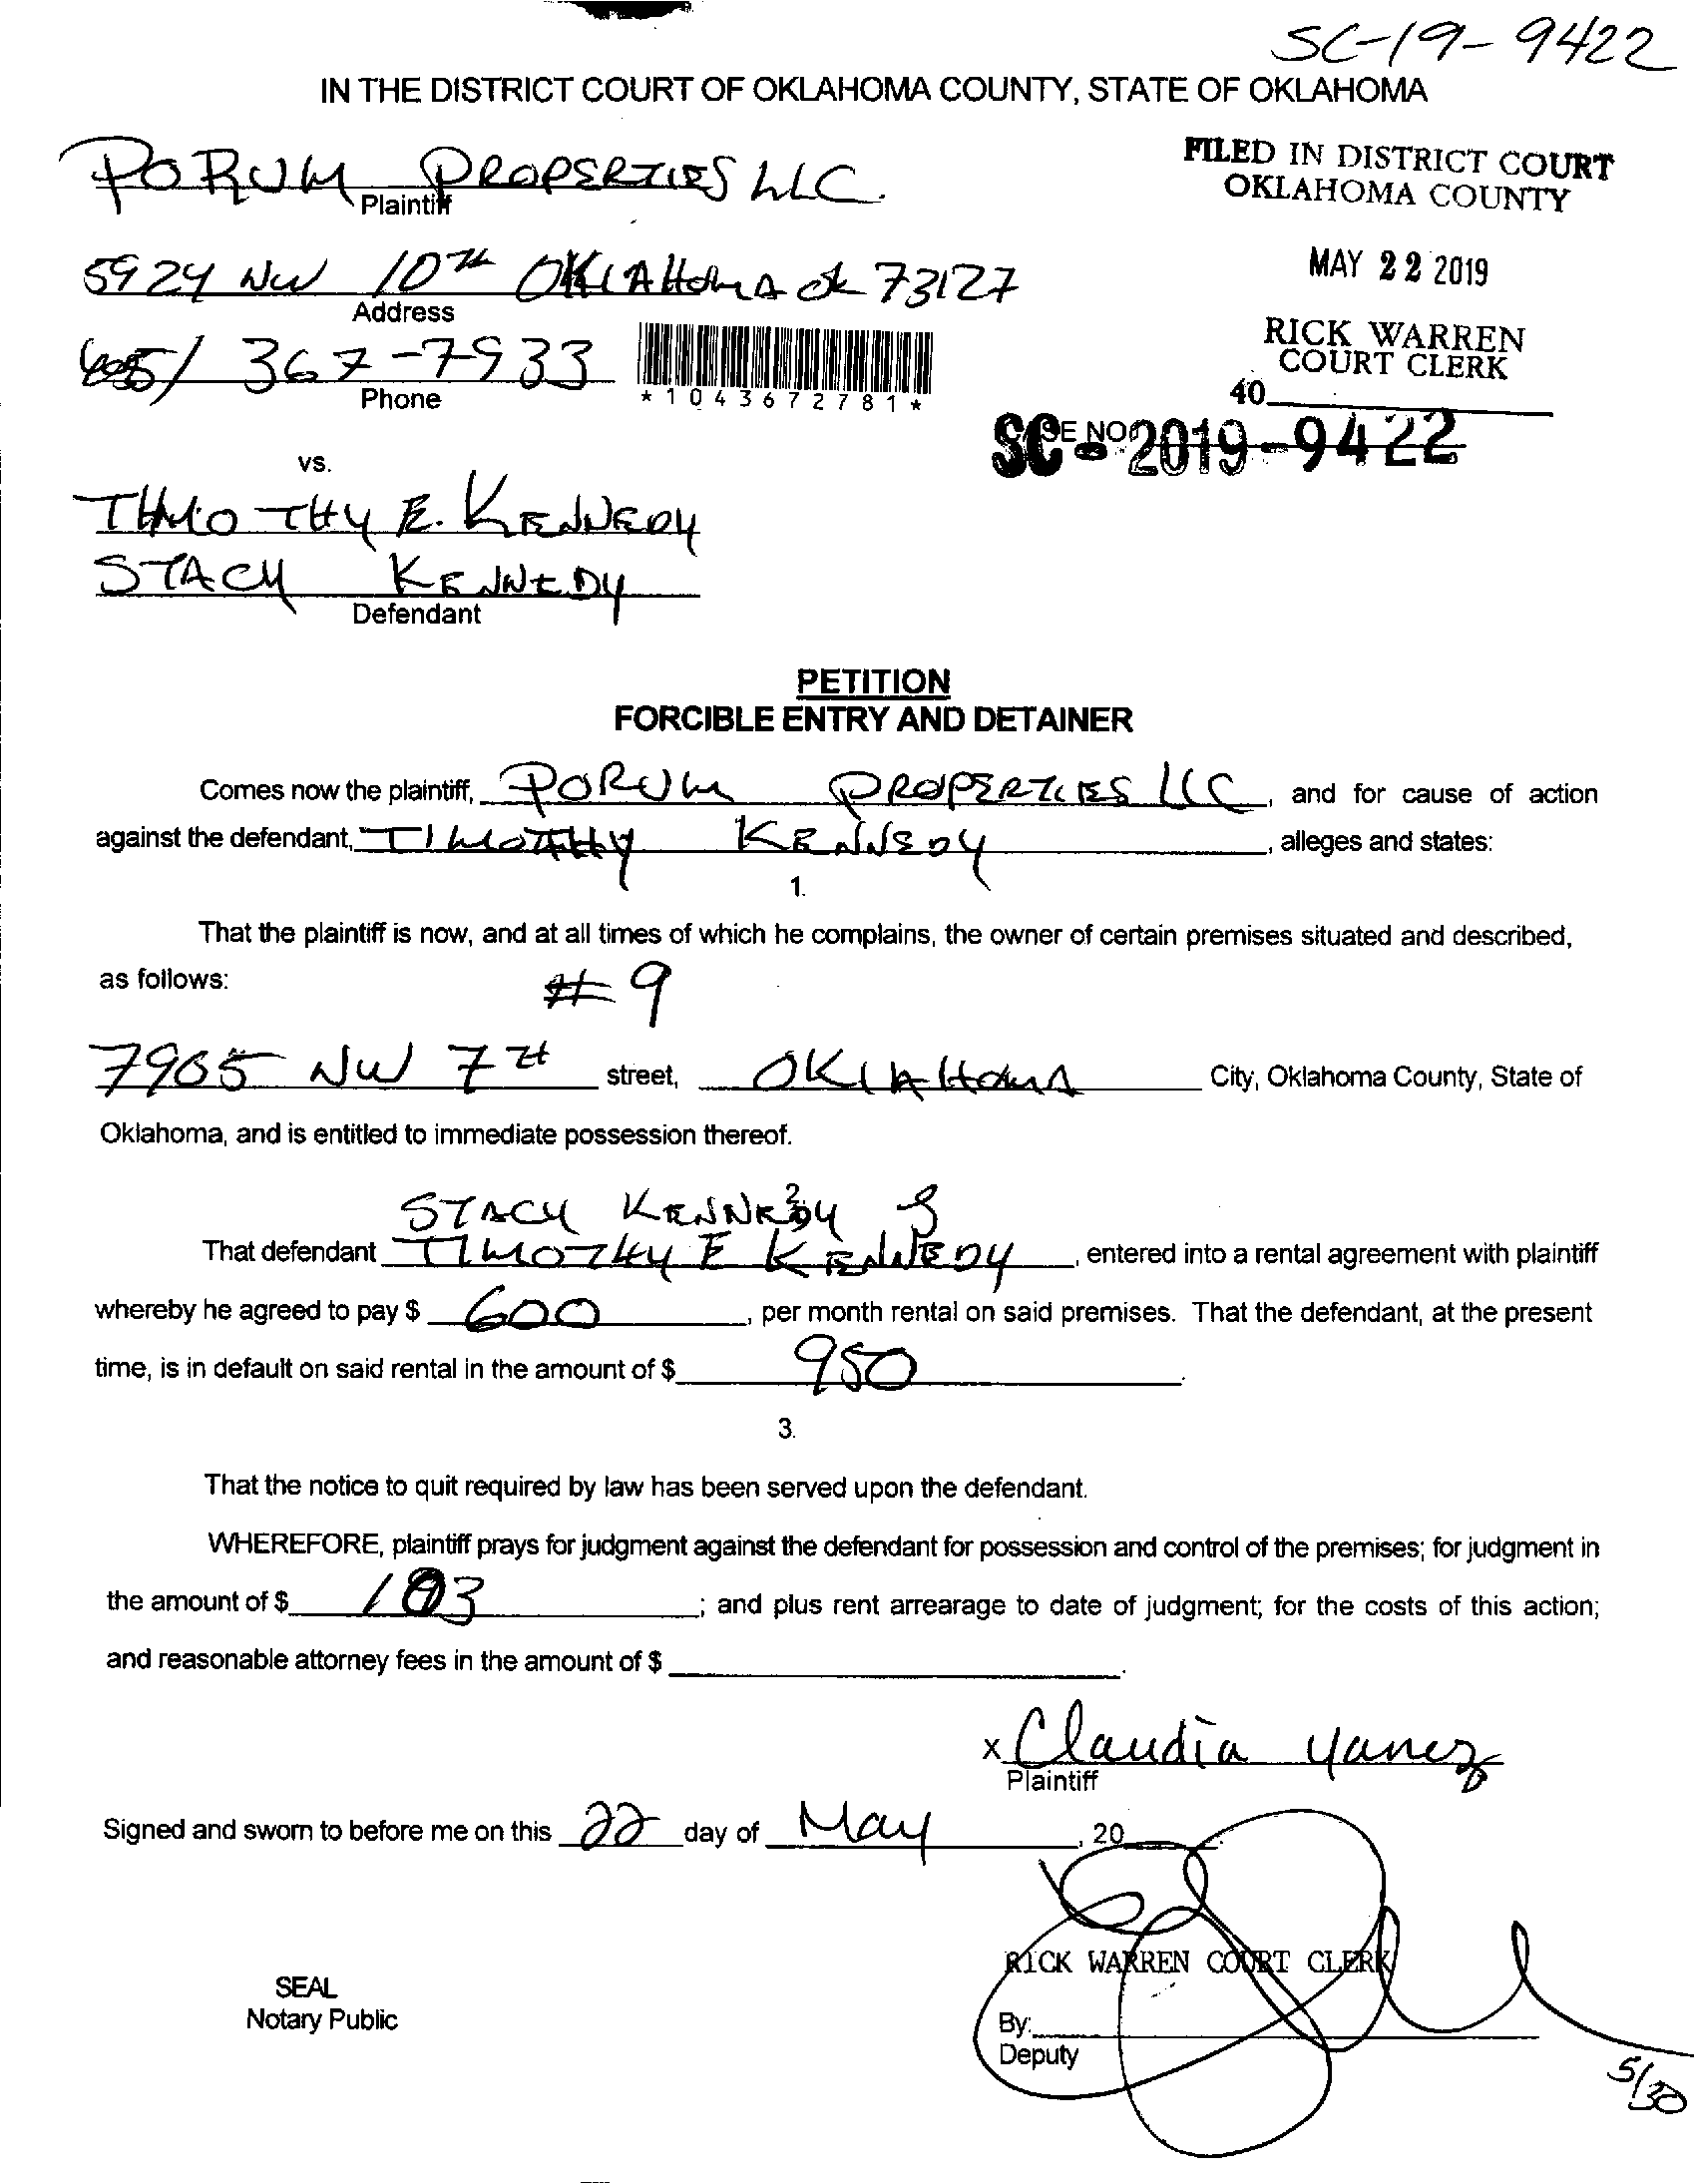 SC-19-9422
IN THE DISTRICT COURT OF OKLAHOMA COUNTY, STATE OF OKLAHOMA
PORUM PROPERTIES LLC.
Plaintiff
FILED IN DISTRICT COURT
OKLAHOMA COUNTY
5924 NW 10TH OKLAHOMA OK 73127
Address
MAY 22 2019
405/ 367-7933
Phone
*1043672781*
RICK WARREN
COURT CLERK
40
CASE NO.
SC-2019-9422
vs.
TIMOTHY E. KENNEDY
STACY KENNEDY
Defendant
PETITION
FORCIBLE ENTRY AND DETAINER
Comes now the plaintiff, PORUM PROPERTIES LLC, and for cause of action
against the defendant, TIMOTHY KENNEDY, alleges and states:
1.
That the plaintiff is now, and at all times of which he complains, the owner of certain premises situated and described,
as follows:
# 9
7905 NW 7TH street, OKLAHOMA City, Oklahoma County, State of
Oklahoma, and is entitled to immediate possession thereof.
2.
STACY KENNEDY &
That defendant TIMOTHY E KENNEDY, entered into a rental agreement with plaintiff
whereby he agreed to pay $ 600, per month rental on said premises. That the defendant, at the present
time, is in default on said rental in the amount of $ 950.
3.
That the notice to quit required by law has been served upon the defendant.
WHEREFORE, plaintiff prays for judgment against the defendant for possession and control of the premises; for judgment in
the amount of $ ; and plus rent arrearage to date of judgment; for the costs of this action;
and reasonable attorney fees in the amount of $ .
x Claudia Yanez
Plaintiff
Signed and sworn to before me on this 22 day of May, 20
RICK WARREN COURT CLERK
SEAL
Notary Public
By:
Deputy
5/30